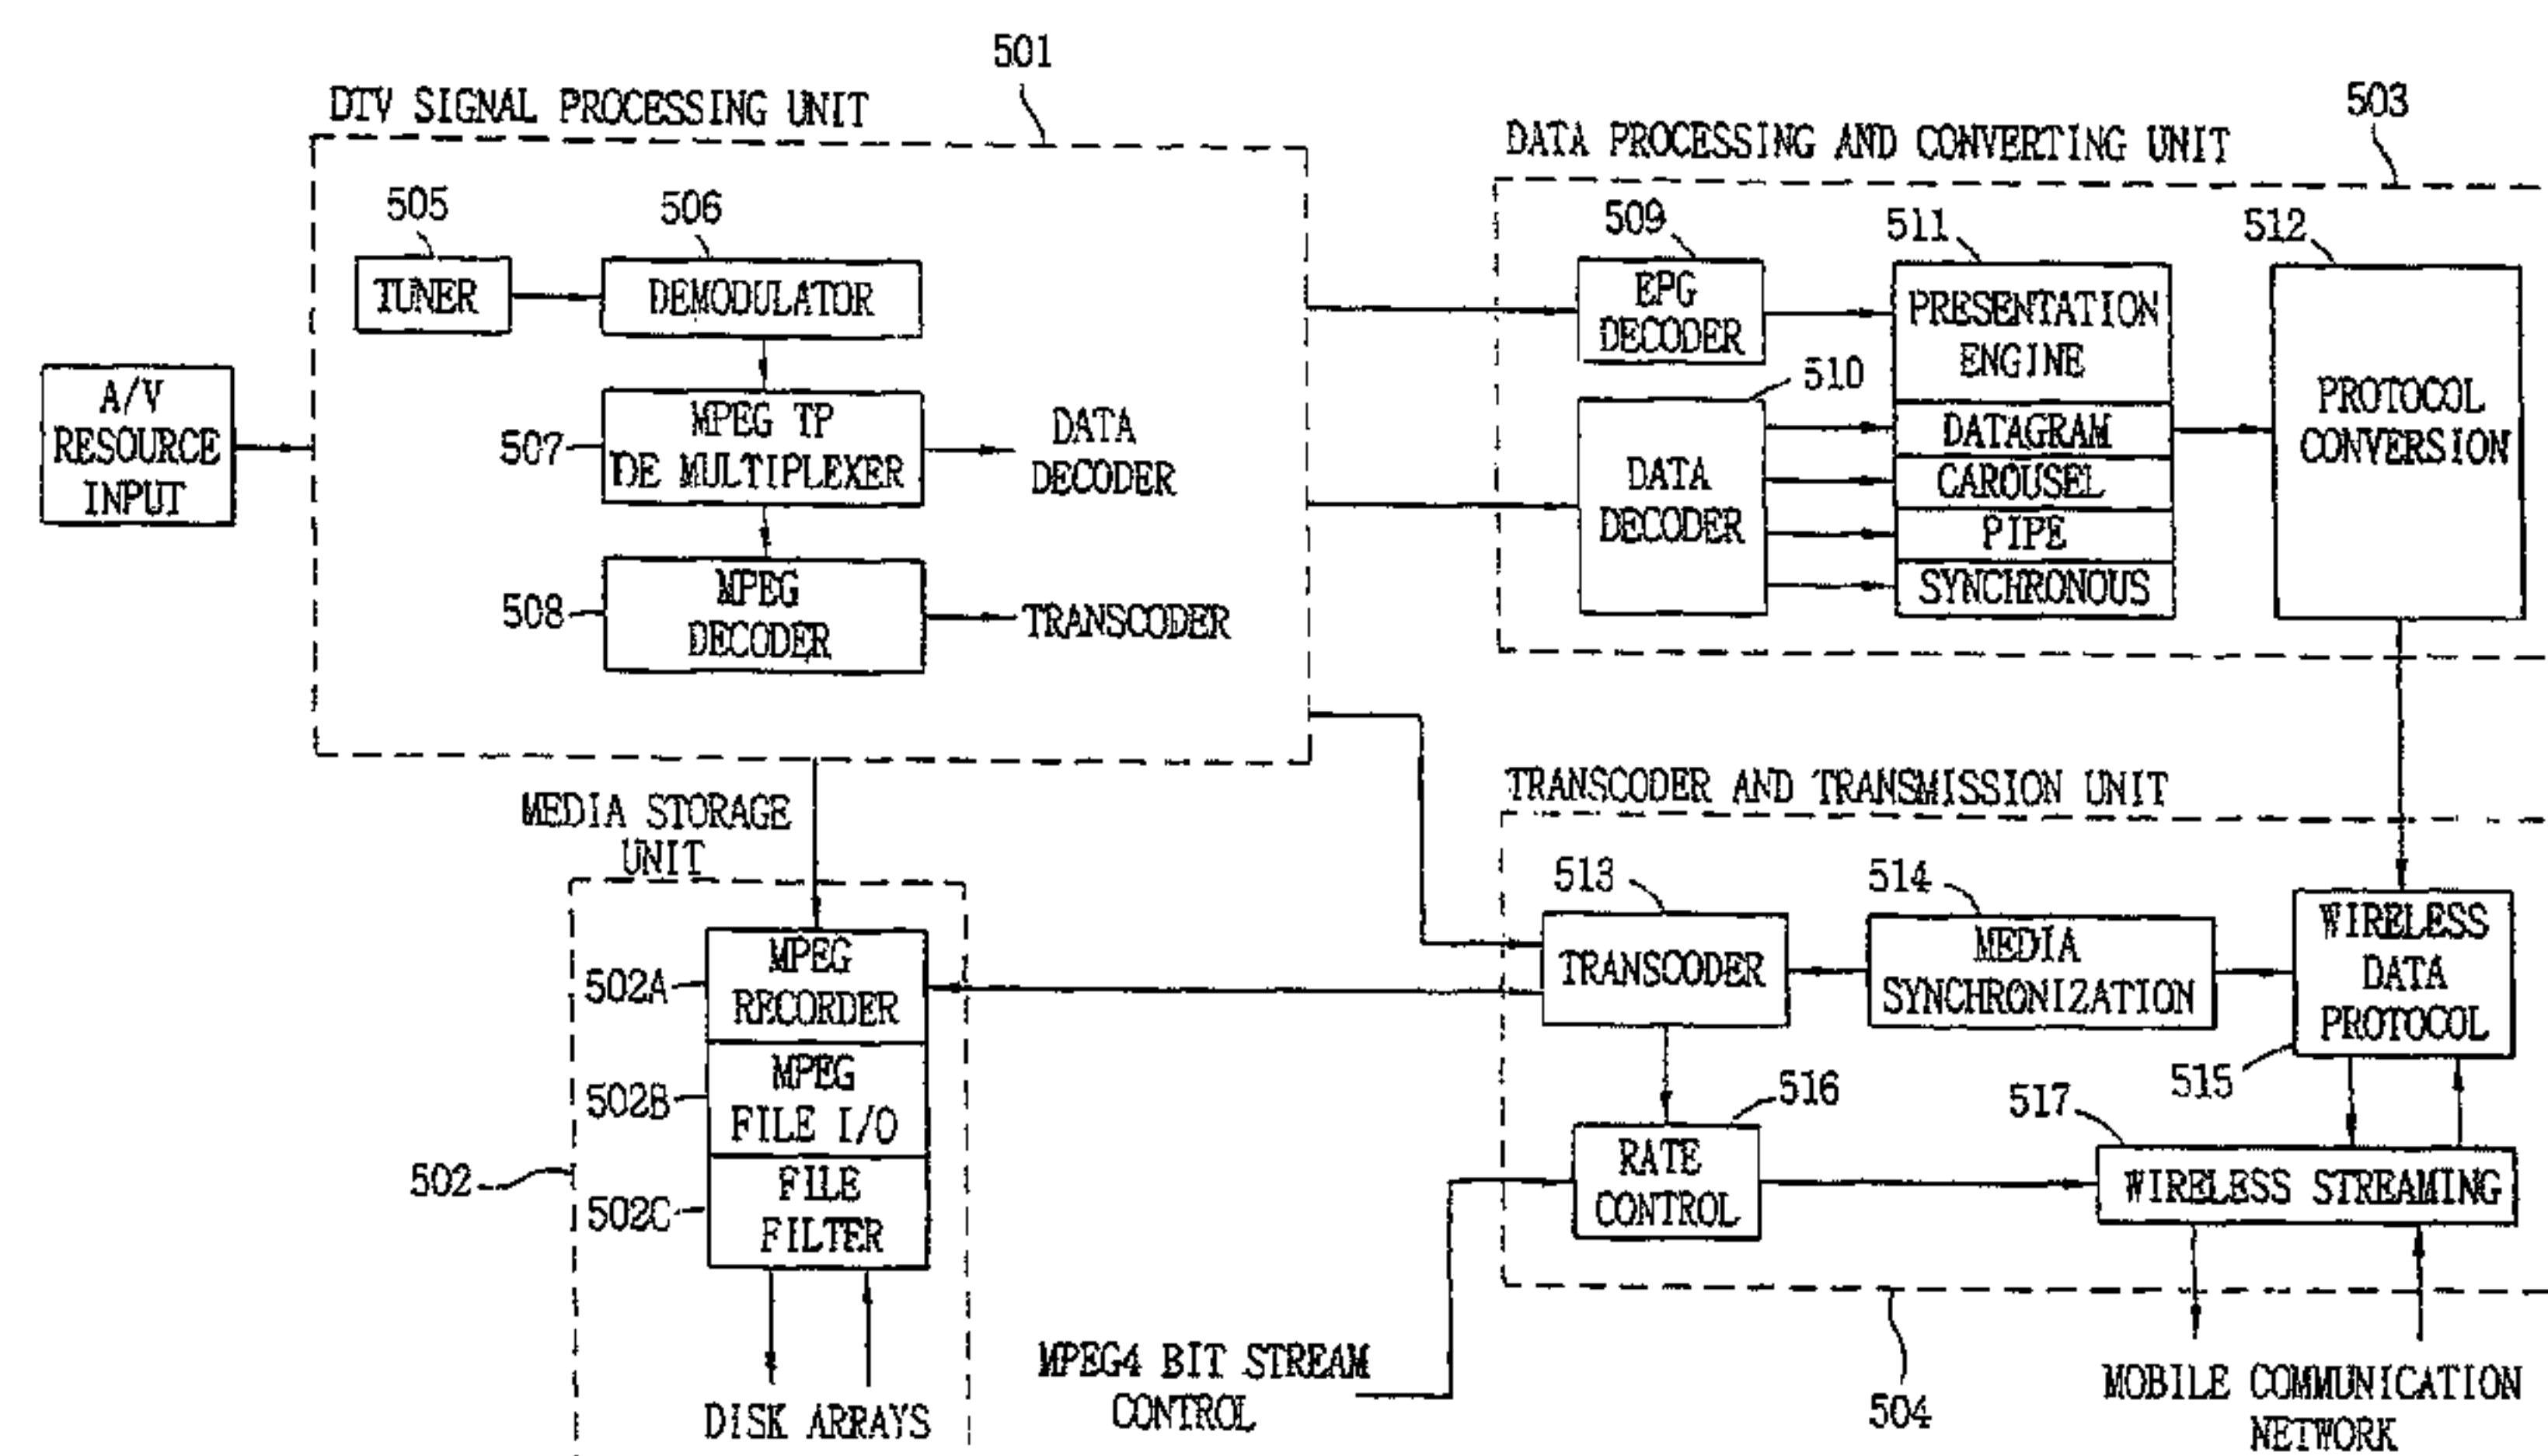 501
DTV SIGNAL PROCESSING UNIT
505
506
TUNER
DEMODULATOR
A/V
RESOURCE
INPUT
507
MPEG TP
DE MULTIPLEXER
DATA
DECODER
508
MPEG
DECODER
TRANSCODER
503
DATA PROCESSING AND CONVERTING UNIT
509
511
512
EPG
DECODER
PRESENTATION
ENGINE
510
DATA
DECODER
DATAGRAM
CAROUSEL
PIPE
SYNCHRONOUS
PROTOCOL
CONVERSION
MEDIA STORAGE
UNIT
502A
MPEG
RECORDER
502B
MPEG
FILE I/O
502
502C
FILE
FILTER
DISK ARRAYS
TRANSCODER AND TRANSMISSION UNIT
513
514
TRANSCODER
MEDIA
SYNCHRONIZATION
WIRELESS
DATA
PROTOCOL
515
516
517
RATE
CONTROL
WIRELESS STREAMING
MPEG4 BIT STREAM
CONTROL
504
MOBILE COMMUNICATION
NETWORK